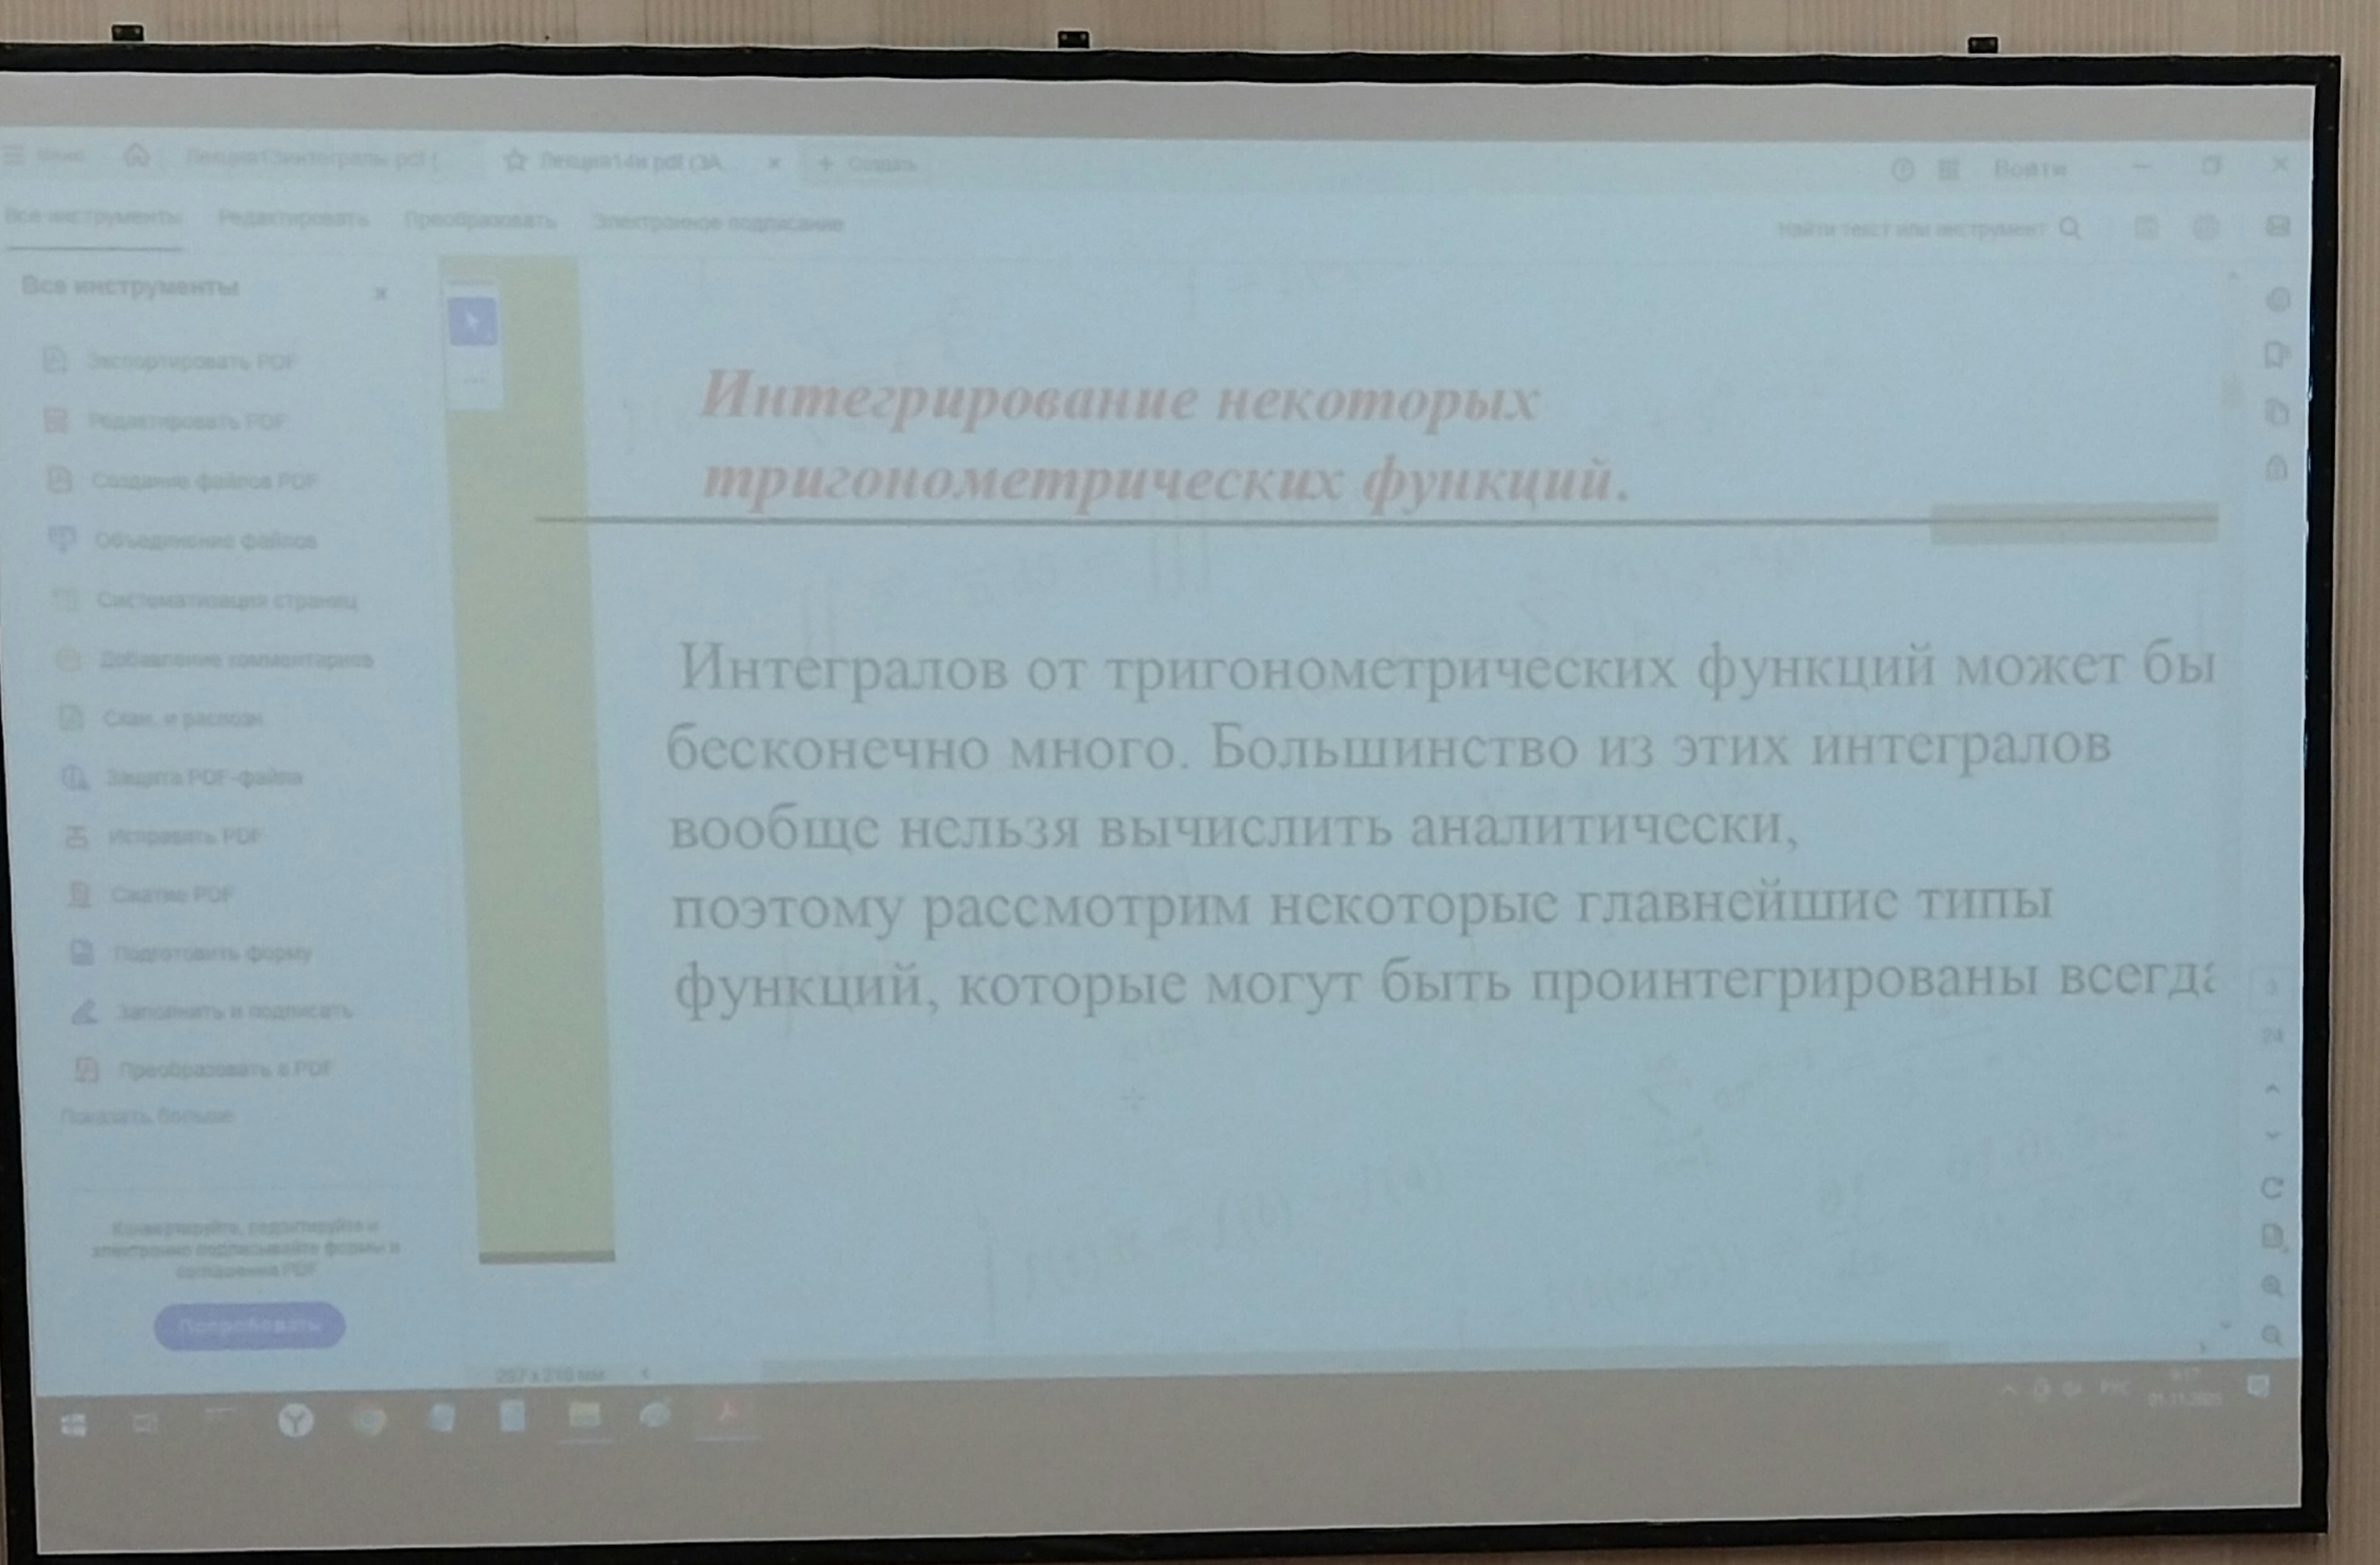 Меню
Лекция13интегралы.pdf (
Создать
Войти
Все инструменты
Редактировать
Преобразовать
Электронное подписание
Найти текст или инструмент
Все инструменты
Экспортировать PDF
Редактировать PDF
Создание файлов PDF
Объединение файлов
Систематизация страниц
Добавление комментариев
Скан. и распозн.
Защита PDF-файла
Исправить PDF
Сжатие PDF
Подготовить форму
Заполнить и подписать
Преобразовать в PDF
Показать больше
Конвертируйте, редактируйте и
электронно подписывайте формы и
соглашения PDF
Попробовать
Интегрирование некоторых
тригонометрических функций.
Интегралов от тригонометрических функций может бы
бесконечно много. Большинство из этих интегралов
вообще нельзя вычислить аналитически,
поэтому рассмотрим некоторые главнейшие типы
функций, которые могут быть проинтегрированы всегда
3
24
297 x 210 мм
РУС